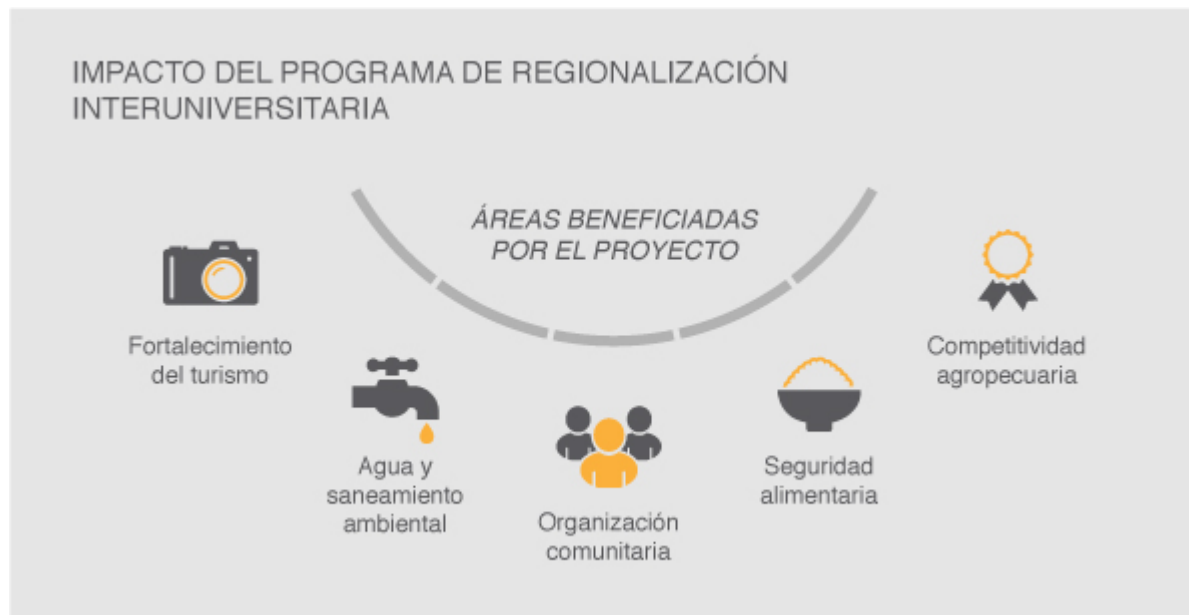 IMPACTO DEL PROGRAMA DE REGIONALIZACIÓN
INTERUNIVERSITARIA
ÁREAS BENEFICIADAS
POR EL PROYECTO
Fortalecimiento
del turismo
Agua y
saneamiento
ambiental
Organización
comunitaria
Seguridad
alimentaria
Competitividad
agropecuaria